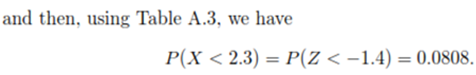 and then, using Table A.3, we have
P(X < 2.3) = P(Z < −1.4) = 0.0808.